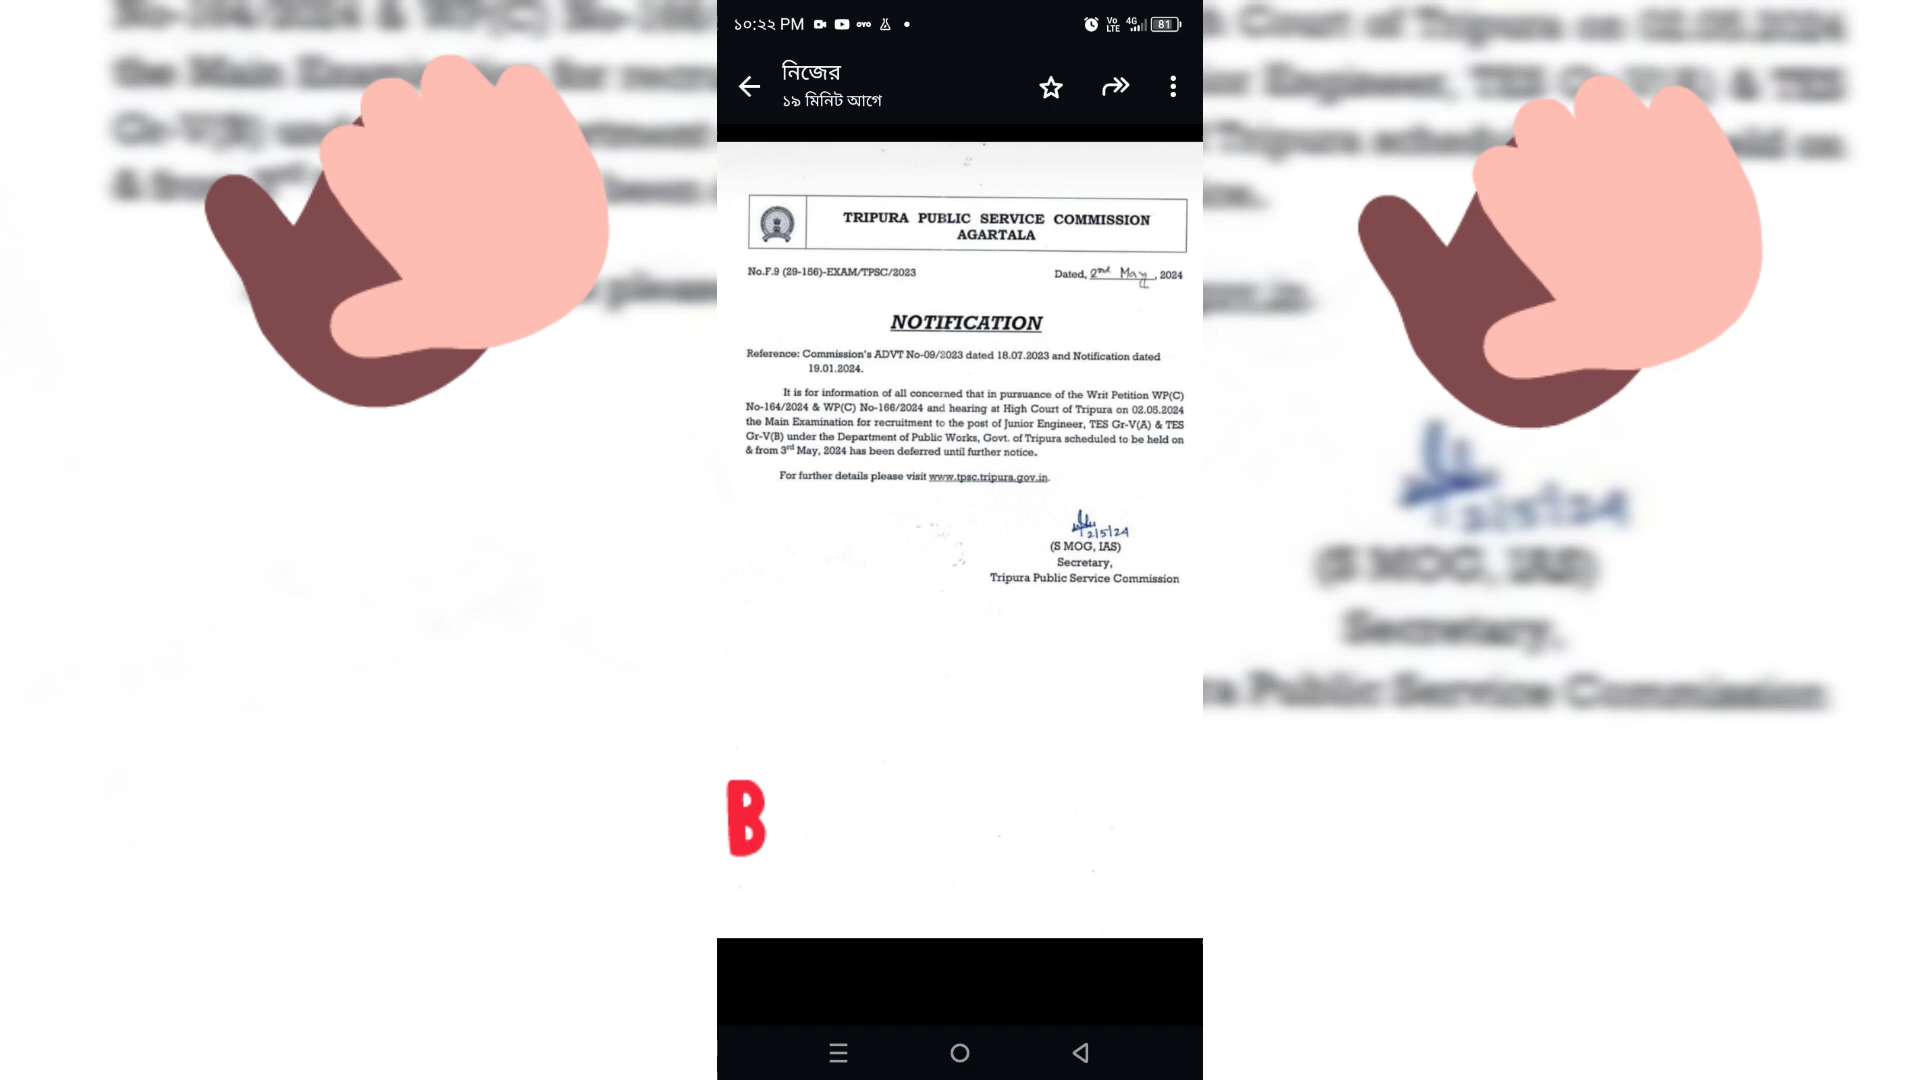 ১০:২২ PM
Vo LTE 4G 81
নিজের
১৯ মিনিট আগে
TRIPURA PUBLIC SERVICE COMMISSION
AGARTALA
No.F.9 (29-156)-EXAM/TPSC/2023 Dated, 2nd May, 2024
NOTIFICATION
Reference: Commission's ADVT No-09/2023 dated 18.07.2023 and Notification dated
19.01.2024.
It is for information of all concerned that in pursuance of the Writ Petition WP(C)
No-164/2024 & WP(C) No-166/2024 and hearing at High Court of Tripura on 02.05.2024
the Main Examination for recruitment to the post of Junior Engineer, TES Gr-V(A) & TES
Gr-V(B) under the Department of Public Works, Govt. of Tripura scheduled to be held on
& from 3rd May, 2024 has been deferred until further notice.
For further details please visit www.tpsc.tripura.gov.in.
2/5/24
(S MOG, IAS)
Secretary,
Tripura Public Service Commission
B